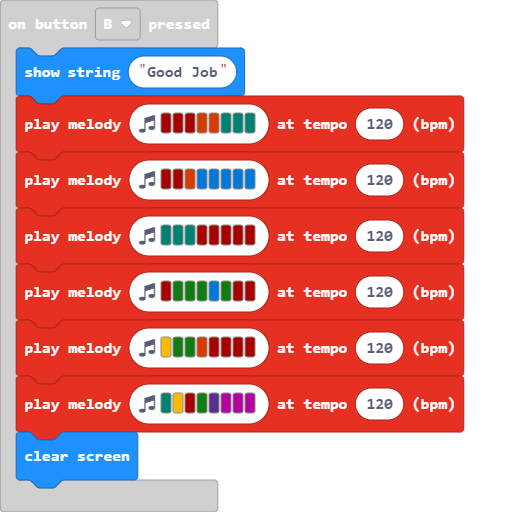 on button B pressed
show string "Good Job"
play melody at tempo 120 (bpm)
play melody at tempo 120 (bpm)
play melody at tempo 120 (bpm)
play melody at tempo 120 (bpm)
play melody at tempo 120 (bpm)
play melody at tempo 120 (bpm)
clear screen